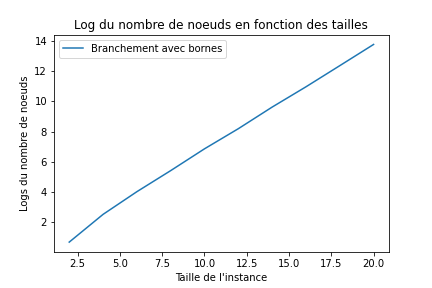 Log du nombre de noeuds en fonction des tailles
Branchement avec bornes
14
12
10
8
6
4
2
Logs du nombre de noeuds
2.5 5.0 7.5 10.0 12.5 15.0 17.5 20.0
Taille de l'instance